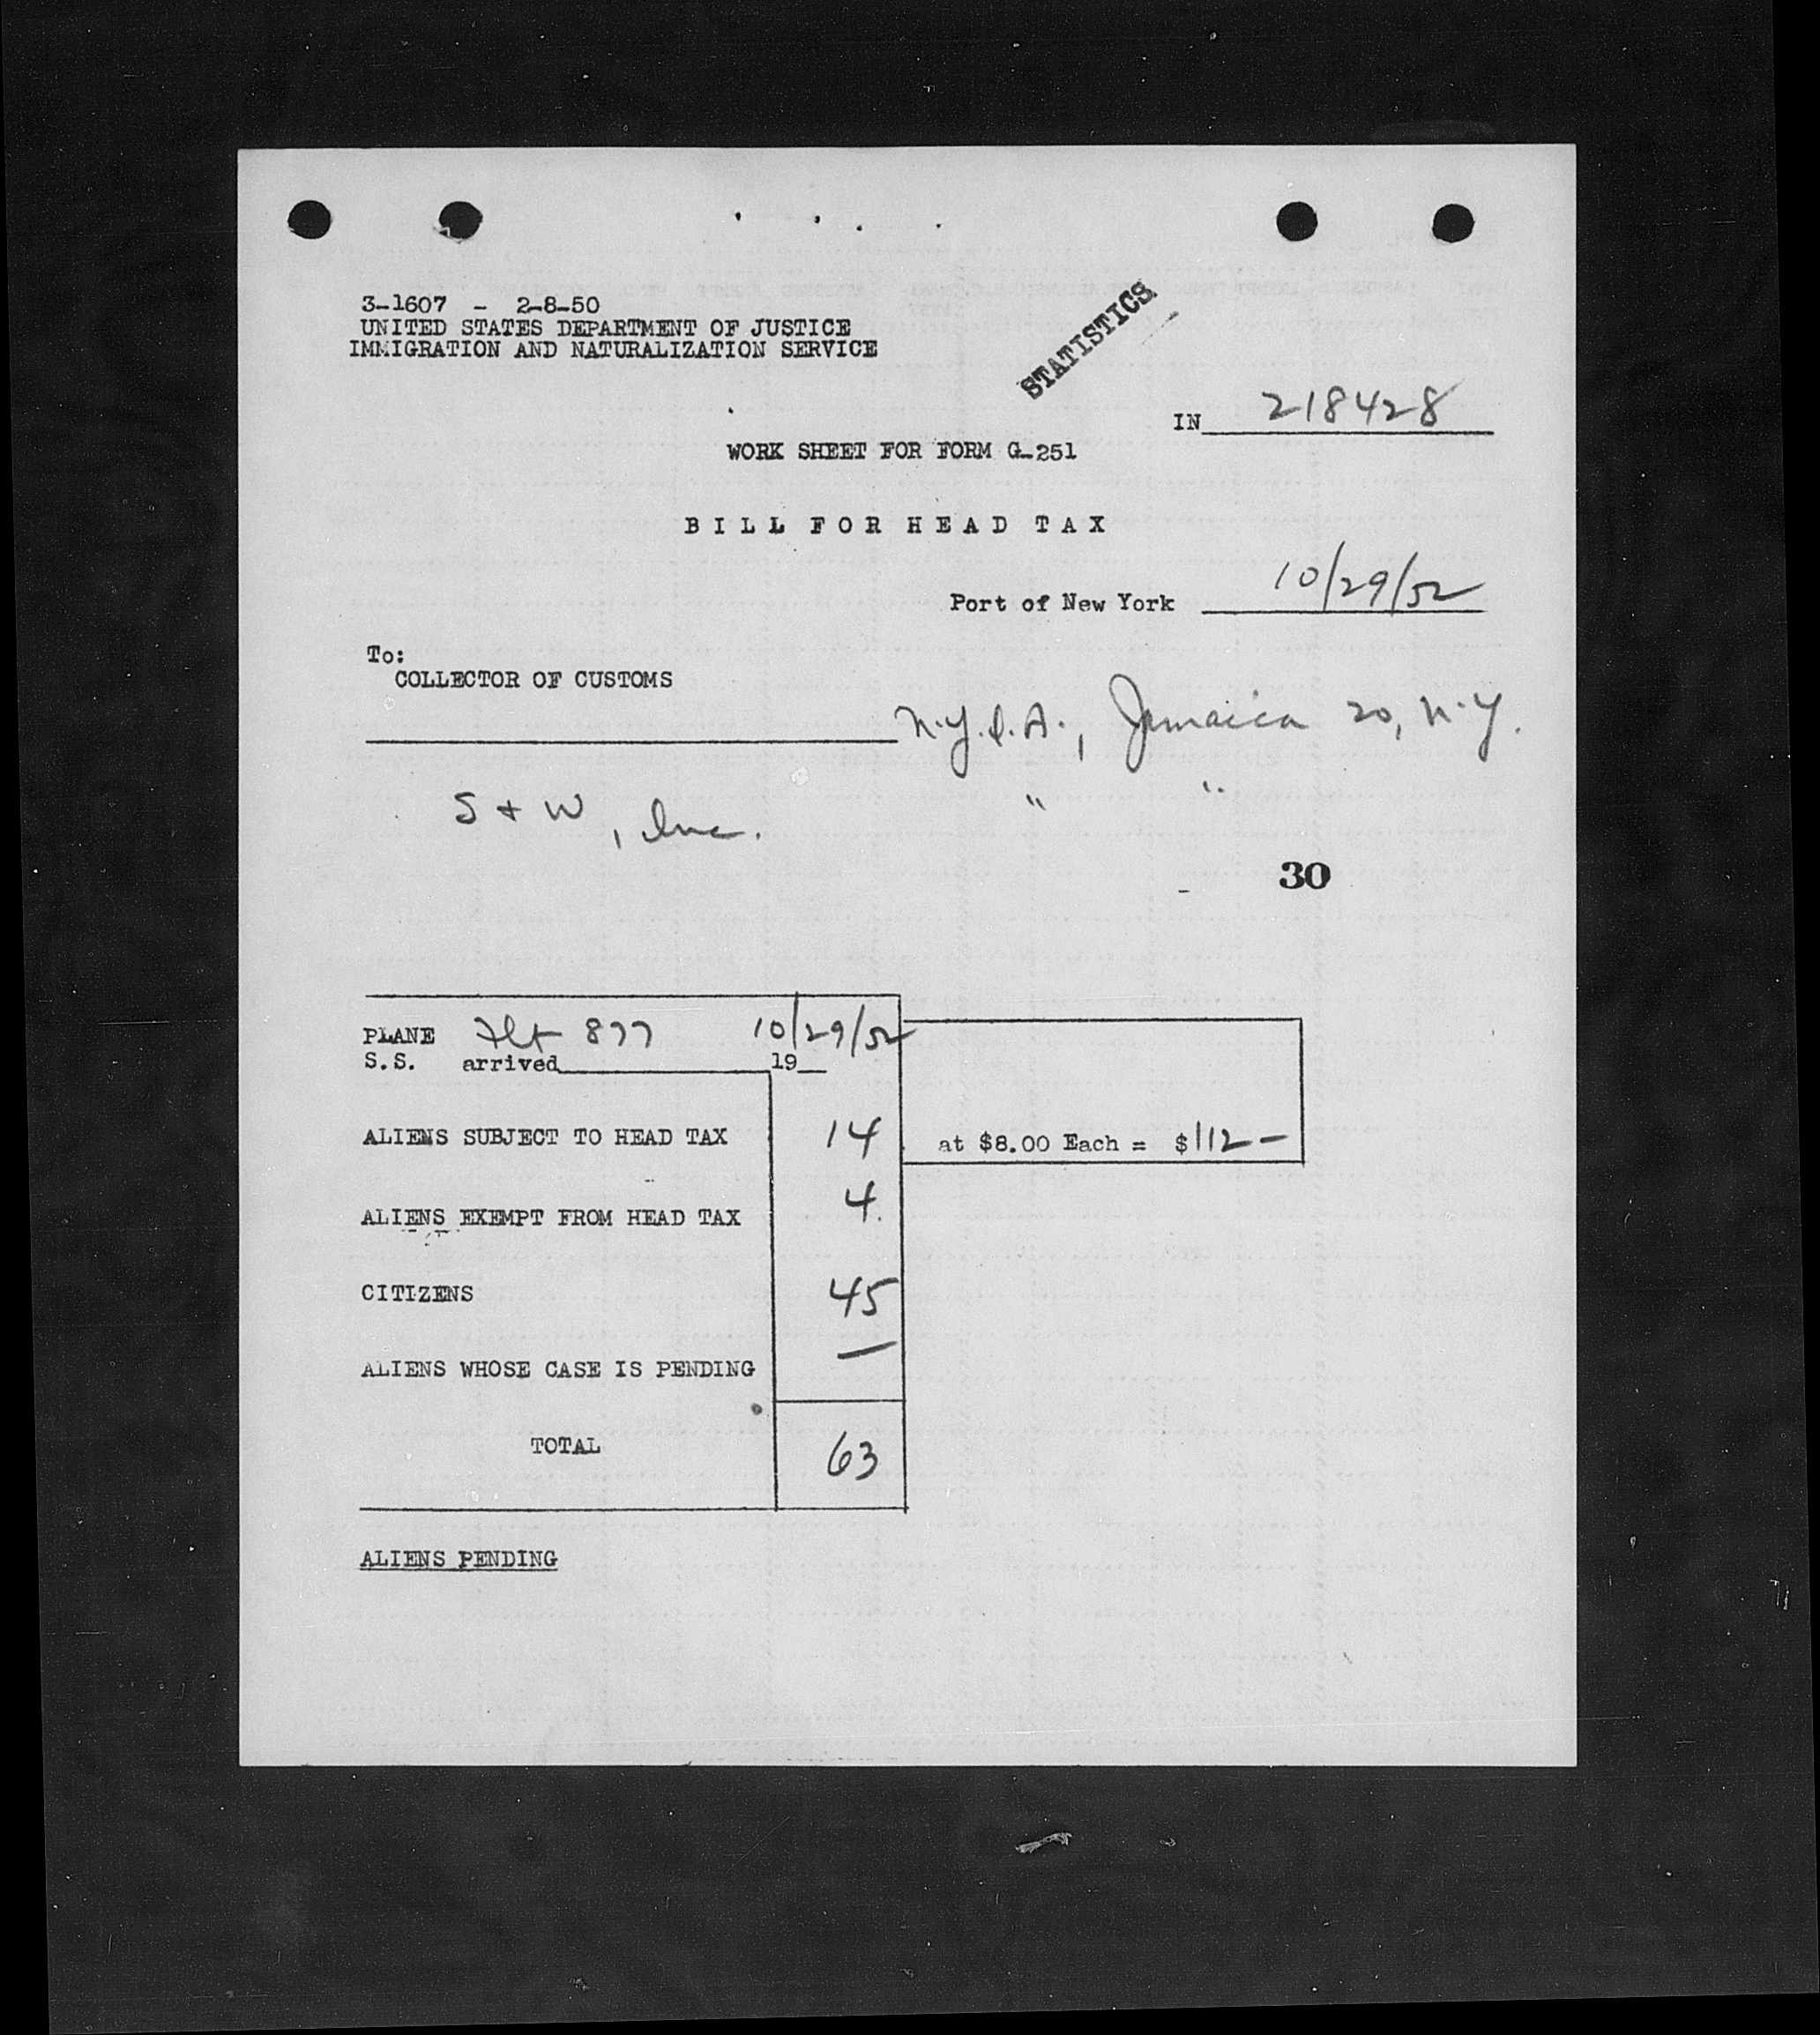 3-1607 - 2-8-50
UNITED STATES DEPARTMENT OF JUSTICE
IMMIGRATION AND NATURALIZATION SERVICE
STATISTICS
IN 218428
WORK SHEET FOR FORM G-251
BILL FOR HEAD TAX
Port of New York 10/29/52
To:
COLLECTOR OF CUSTOMS
N.Y.I.A., Jamaica 20, N.Y.
S + W, Inc. " "
30
PLANE Flt 877 10/29/52
S.S. arrived 19
ALIENS SUBJECT TO HEAD TAX 14 at $8.00 Each = $112 —
ALIENS EXEMPT FROM HEAD TAX 4
CITIZENS 45
ALIENS WHOSE CASE IS PENDING —
TOTAL 63
ALIENS PENDING